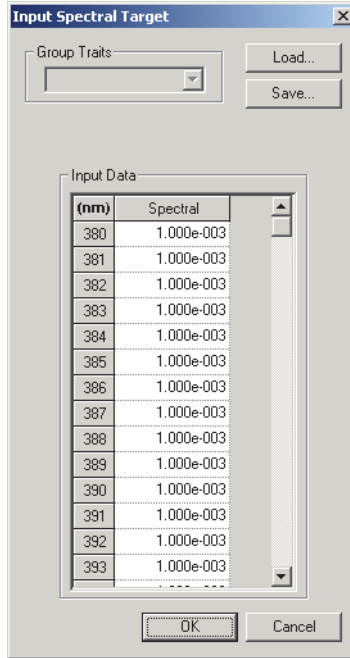 Input Spectral Target
Group Traits
Load...
Save...
Input Data
(nm) Spectral
380 1.000e-003
381 1.000e-003
382 1.000e-003
383 1.000e-003
384 1.000e-003
385 1.000e-003
386 1.000e-003
387 1.000e-003
388 1.000e-003
389 1.000e-003
390 1.000e-003
391 1.000e-003
392 1.000e-003
393 1.000e-003
OK Cancel